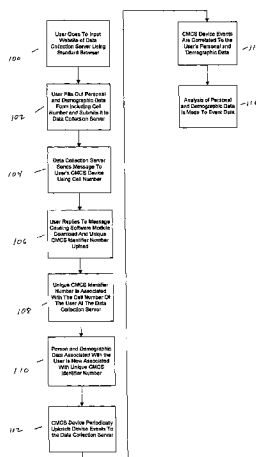 User Goes To Input
Website of Data
Collection Server Using
Standard Browser
100
User Fills Out Personal
and Demographic Data
Form Including Cell
Number and Submits It to
Data Collection Server
102
Data Collection Server
Sends Message To
User's CMCS Device
Using Cell Number
104
User Replies To Message
Causing Software Module
Download And Unique
CMCS Identifier Number
Upload
106
Unique CMCS Identifier
Number Is Associated
With The Cell Number Of
The User At The Data
Collection Server
108
Person and Demographic
Data Associated With the
User Is Now Associated
With Unique CMCS
Identifier Number
110
CMCS Device Periodically
Uploads Device Events To
the Data Collection Server
112
CMCS Device Events
Are Correlated To the
User's Personal and
Demographic Data
Analysis of Personal
and Demographic Data
Is Made To Event Data